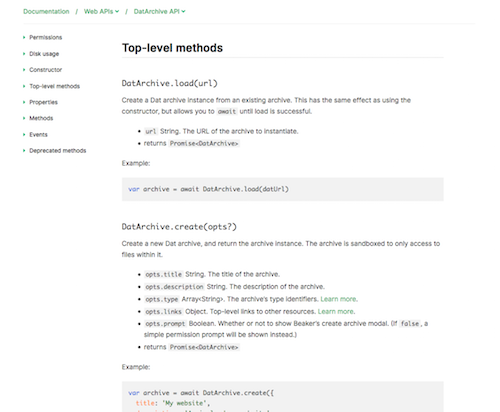 Documentation / Web APIs / DatArchive API
Permissions
Disk usage
Constructor
Top-level methods
Properties
Methods
Events
Deprecated methods
Top-level methods
DatArchive.load(url)
Create a Dat archive instance from an existing archive. This has the same effect as using the
constructor, but allows you to await until load is successful.
url String. The URL of the archive to instantiate.
returns Promise<DatArchive>
Example:
var archive = await DatArchive.load(datUrl)
DatArchive.create(opts?)
Create a new Dat archive, and return the archive instance. The archive is sandboxed to only access to
files within it.
opts.title String. The title of the archive.
opts.description String. The description of the archive.
opts.type Array<String>. The archive's type identifiers. Learn more.
opts.links Object. Top-level links to other resources. Learn more.
opts.prompt Boolean. Whether or not to show Beaker's create archive modal. (If false, a
simple permission prompt will be shown instead.)
returns Promise<DatArchive>
Example:
var archive = await DatArchive.create({
title: 'My website',